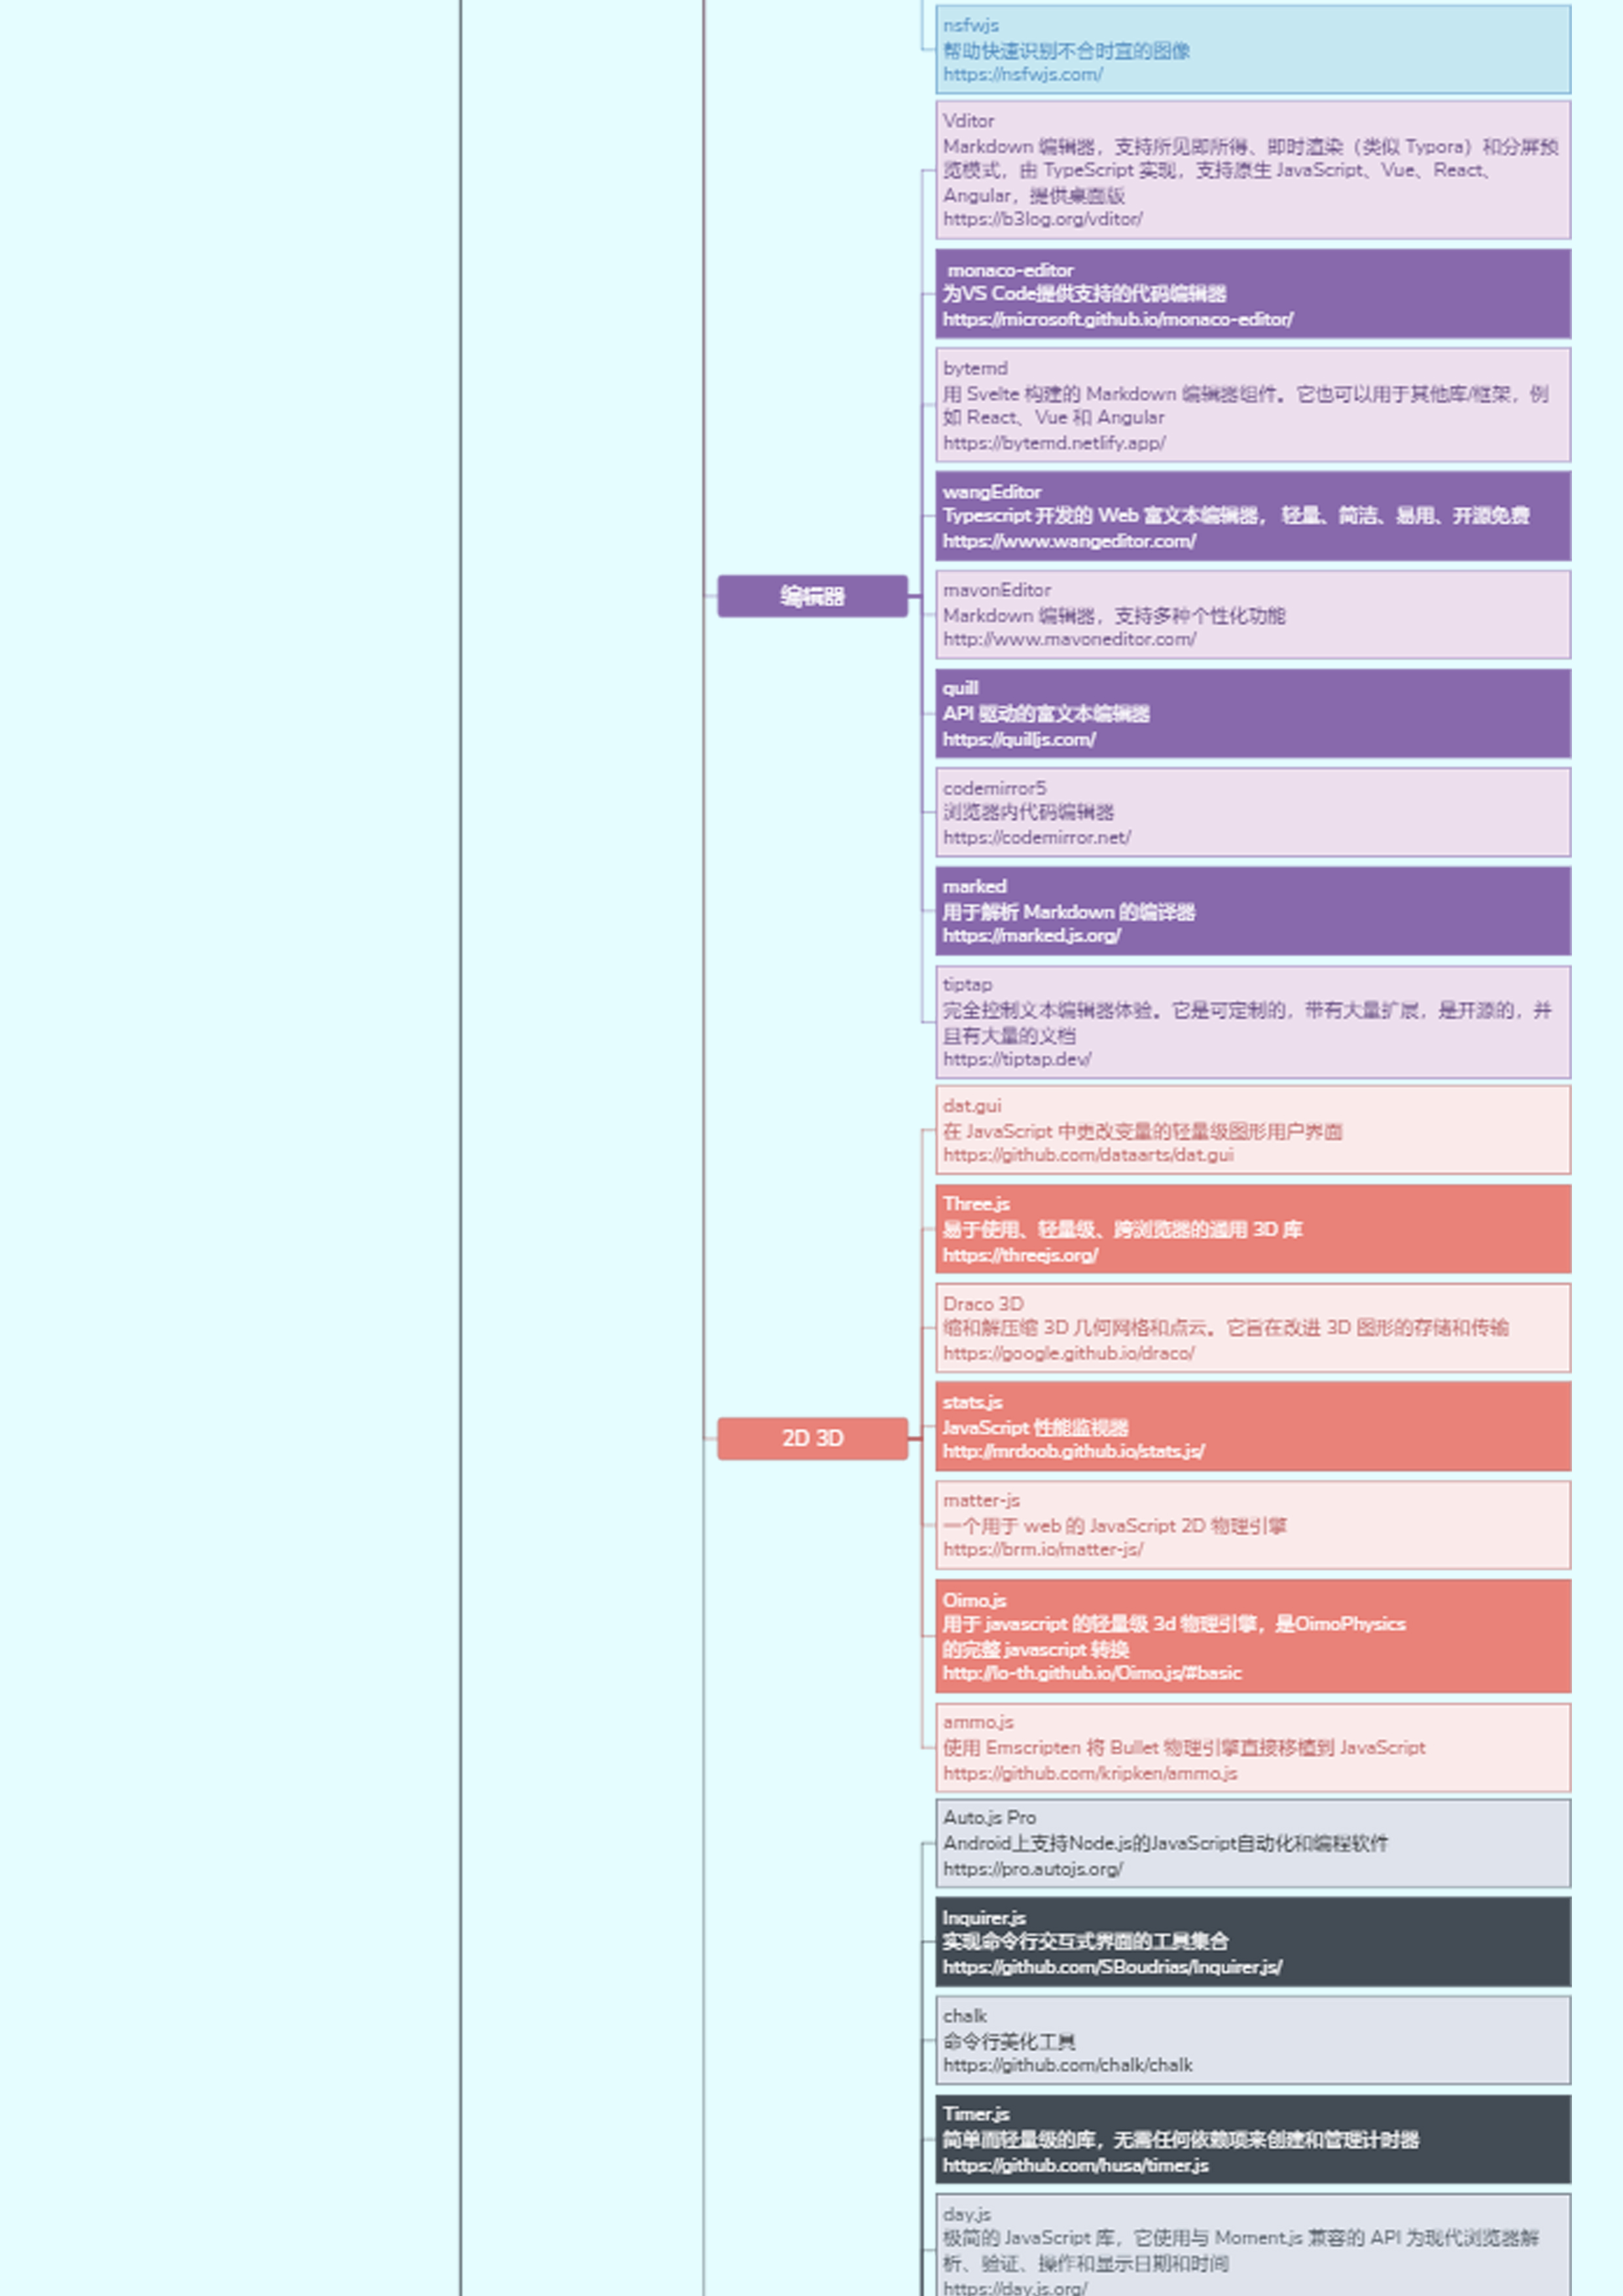 nsfwjs
帮助快速识别不合时宜的图像
https://nsfwjs.com/
Vditor
Markdown 编辑器，支持所见即所得、即时渲染（类似 Typora）和分屏预
览模式，由 TypeScript 实现，支持原生 JavaScript、Vue、React、
Angular，提供桌面版
https://b3log.org/vditor/
monaco-editor
为VS Code提供支持的代码编辑器
https://microsoft.github.io/monaco-editor/
bytemd
用 Svelte 构建的 Markdown 编辑器组件。它也可以用于其他库/框架，例
如 React、Vue 和 Angular
https://bytemd.netlify.app/
wangEditor
Typescript 开发的 Web 富文本编辑器， 轻量、简洁、易用、开源免费
https://www.wangeditor.com/
编辑器
mavonEditor
Markdown 编辑器，支持多种个性化功能
http://www.mavoneditor.com/
quill
API 驱动的富文本编辑器
https://quilljs.com/
codemirror5
浏览器内代码编辑器
https://codemirror.net/
marked
用于解析 Markdown 的编译器
https://marked.js.org/
tiptap
完全控制文本编辑器体验。它是可定制的，带有大量扩展，是开源的，并
且有大量的文档
https://tiptap.dev/
dat.gui
在 JavaScript 中更改变量的轻量级图形用户界面
https://github.com/dataarts/dat.gui
Three.js
易于使用、轻量级、跨浏览器的通用 3D 库
https://threejs.org/
Draco 3D
缩和解压缩 3D 几何网格和点云。它旨在改进 3D 图形的存储和传输
https://google.github.io/draco/
stats.js
JavaScript 性能监视器
http://mrdoob.github.io/stats.js/
2D 3D
matter-js
一个用于 web 的 JavaScript 2D 物理引擎
https://brm.io/matter-js/
Oimo.js
用于 javascript 的轻量级 3d 物理引擎，是OimoPhysics
的完整 javascript 转换
http://lo-th.github.io/Oimo.js/#basic
ammo.js
使用 Emscripten 将 Bullet 物理引擎直接移植到 JavaScript
https://github.com/kripken/ammo.js
Auto.js Pro
Android上支持Node.js的JavaScript自动化和编程软件
https://pro.autojs.org/
Inquirer.js
实现命令行交互式界面的工具集合
https://github.com/SBoudrias/Inquirer.js/
chalk
命令行美化工具
https://github.com/chalk/chalk
Timer.js
简单而轻量级的库，无需任何依赖项来创建和管理计时器
https://github.com/husa/timer.js
day.js
极简的 JavaScript 库，它使用与 Moment.js 兼容的 API 为现代浏览器解
析、验证、操作和显示日期和时间
https://day.js.org/